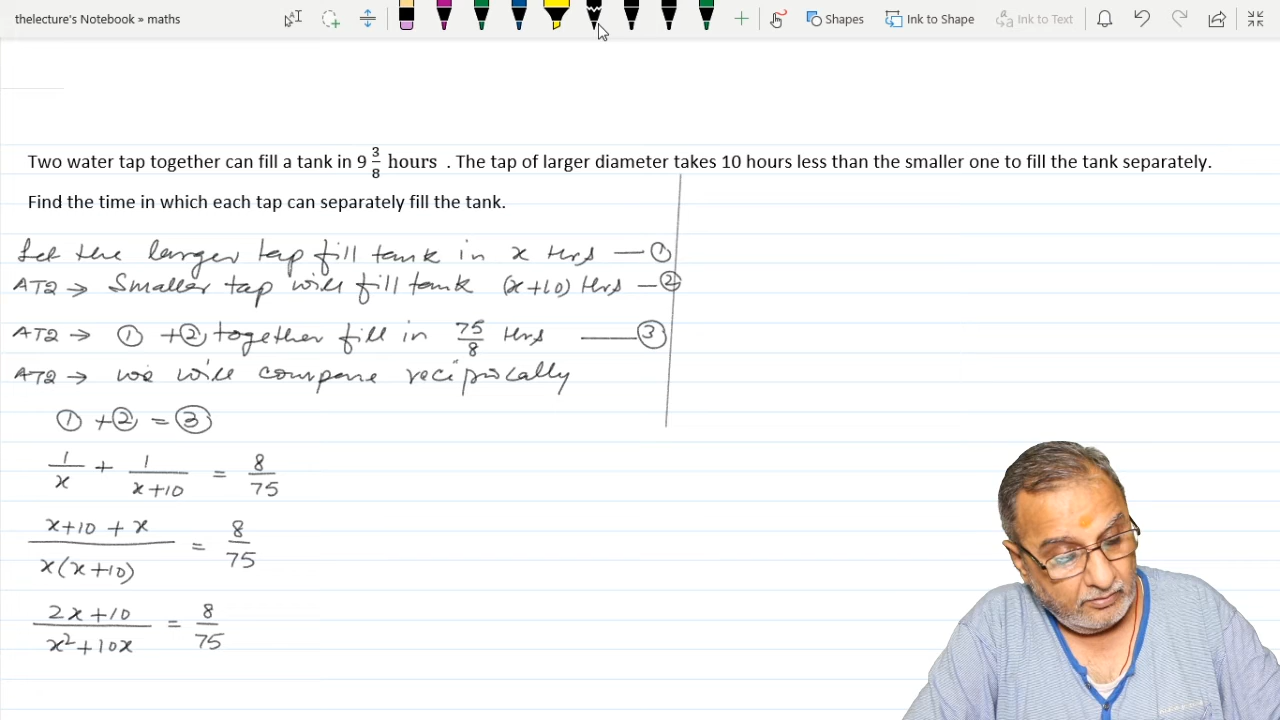 thelecture's Notebook » maths
Shapes Ink to Shape Ink to Text
Two water tap together can fill a tank in 9 3/8 hours . The tap of larger diameter takes 10 hours less than the smaller one to fill the tank separately.
Find the time in which each tap can separately fill the tank.
Let the larger tap fill tank in x Hrs — ①
ATQ → Smaller tap will fill tank (x+10) Hrs — ②
ATQ → ① + ② together fill in 75/8 Hrs — ③
ATQ → we will compare reciprocally
① + ② = ③
1/x + 1/(x+10) = 8/75
(x+10+x)/(x(x+10)) = 8/75
(2x+10)/(x²+10x) = 8/75